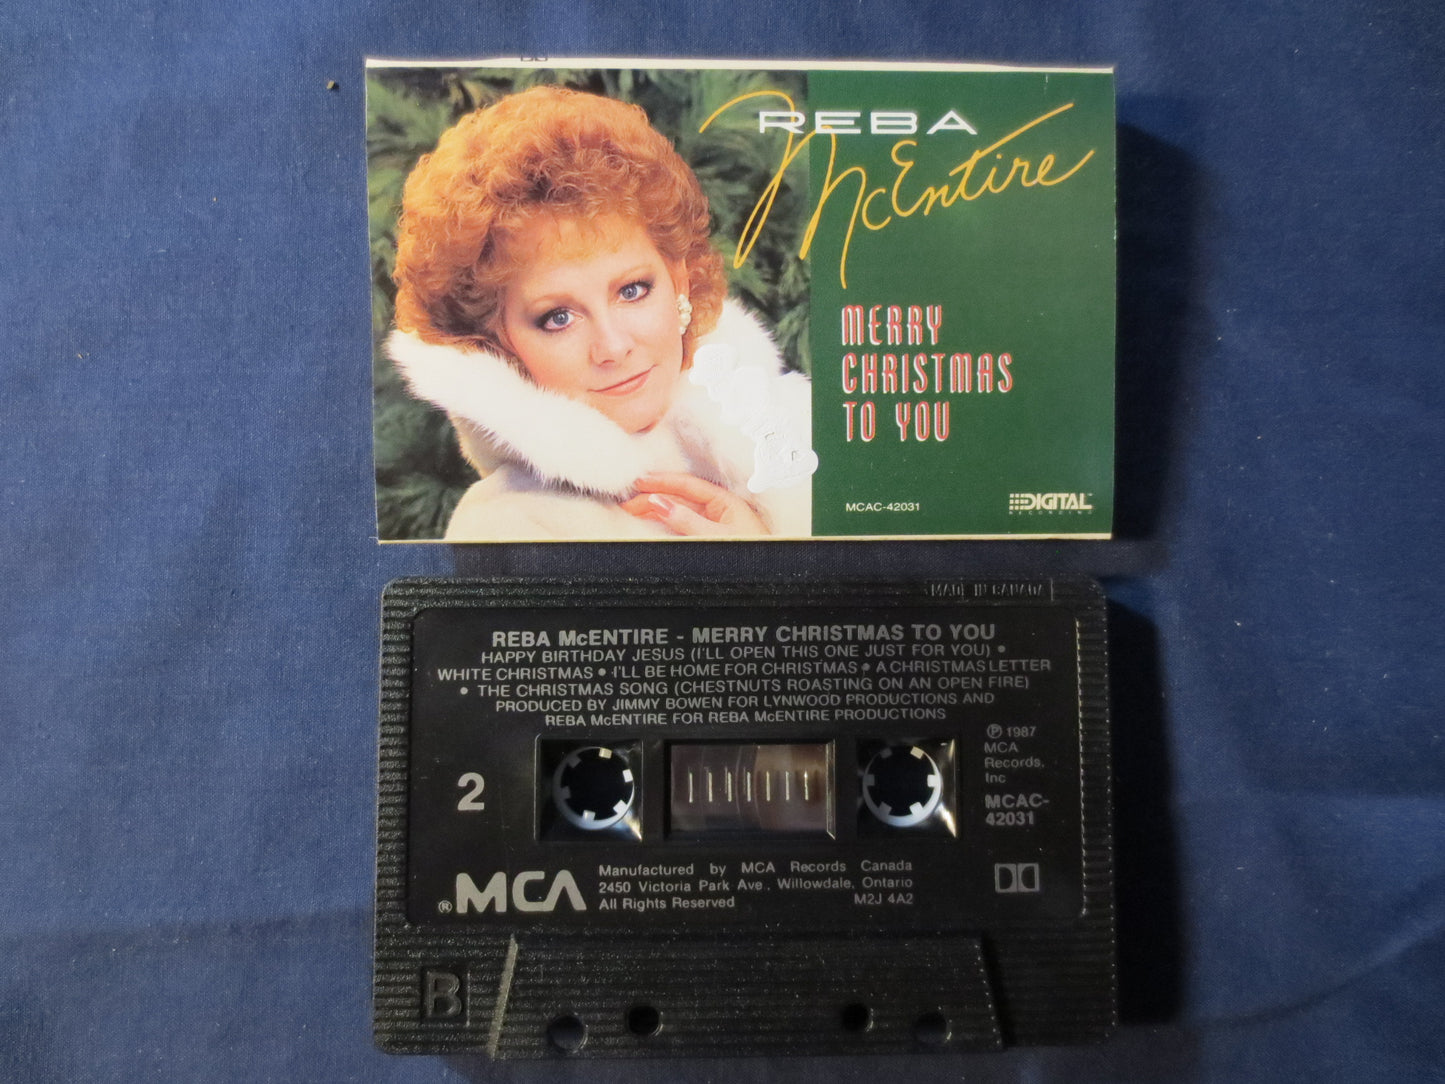 REBA
McEntire
MERRY
CHRISTMAS
TO YOU
MCAC-42031
DIGITAL
RECORDING
MADE IN CANADA
REBA McENTIRE - MERRY CHRISTMAS TO YOU
HAPPY BIRTHDAY JESUS (I'LL OPEN THIS ONE JUST FOR YOU) •
WHITE CHRISTMAS • I'LL BE HOME FOR CHRISTMAS • A CHRISTMAS LETTER
• THE CHRISTMAS SONG (CHESTNUTS ROASTING ON AN OPEN FIRE)
PRODUCED BY JIMMY BOWEN FOR LYNWOOD PRODUCTIONS AND
REBA McENTIRE FOR REBA McENTIRE PRODUCTIONS
℗ 1987
MCA
Records,
Inc
MCAC-
42031
2
® MCA
Manufactured by MCA Records Canada
2450 Victoria Park Ave., Willowdale, Ontario
All Rights Reserved M2J 4A2
B